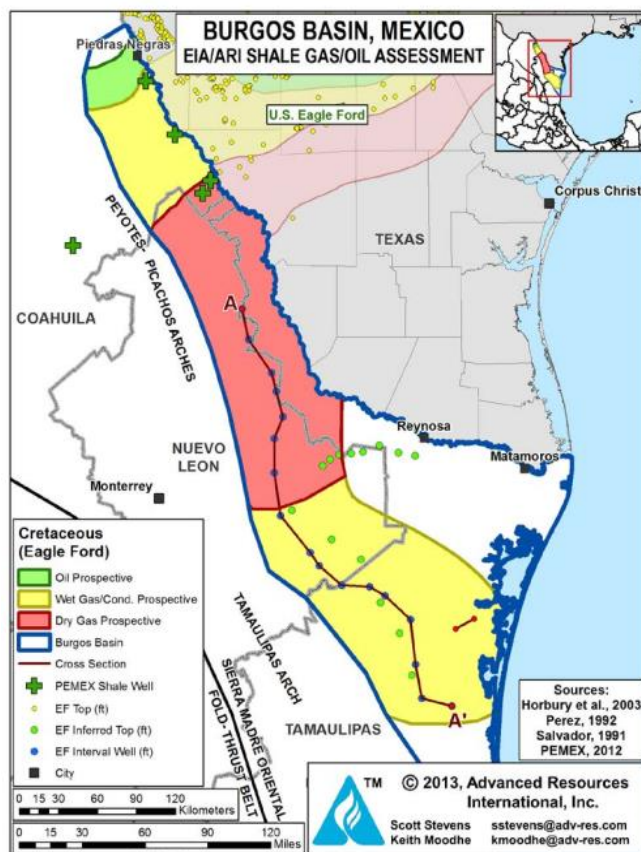 BURGOS BASIN, MEXICO
EIA/ARI SHALE GAS/OIL ASSESSMENT
Piedras Negras
U.S. Eagle Ford
Corpus Christ
TEXAS
PEYOTES-
PICACHOS ARCHES
A
COAHUILA
NUEVO
LEON
Reynosa
Matamoros
Monterrey
Cretaceous
(Eagle Ford)
Oil Prospective
Wet Gas/Cond. Prospective
Dry Gas Prospective
Burgos Basin
Cross Section
PEMEX Shale Well
EF Top (ft)
EF Inferred Top (ft)
EF Interval Well (ft)
City
TAMAULIPAS ARCH
SIERRA MADRE ORIENTAL
FOLD-THRUST BELT
TAMAULIPAS
A'
Sources:
Horbury et al., 2003
Perez, 1992
Salvador, 1991
PEMEX, 2012
0 15 30 60 90 120
Kilometers
0 15 30 60 90 120
Miles
TM
© 2013, Advanced Resources
International, Inc.
Scott Stevens sstevens@adv-res.com
Keith Moodhe kmoodhe@adv-res.com